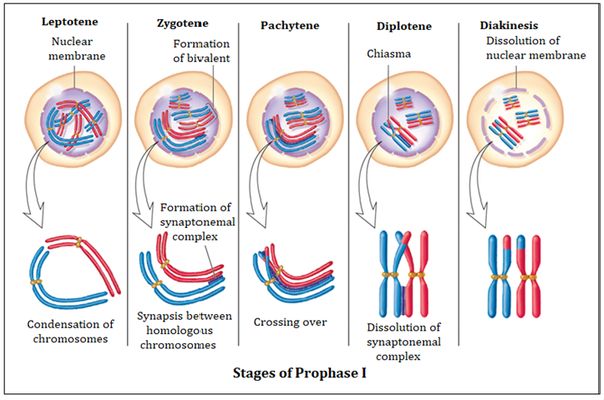 Leptotene
Nuclear
membrane
Condensation of
chromosomes
Zygotene
Formation
of bivalent
Formation of
synaptonemal
complex
Synapsis between
homologous
chromosomes
Pachytene
Crossing over
Diplotene
Chiasma
Dissolution of
synaptonemal
complex
Diakinesis
Dissolution of
nuclear membrane
Stages of Prophase I